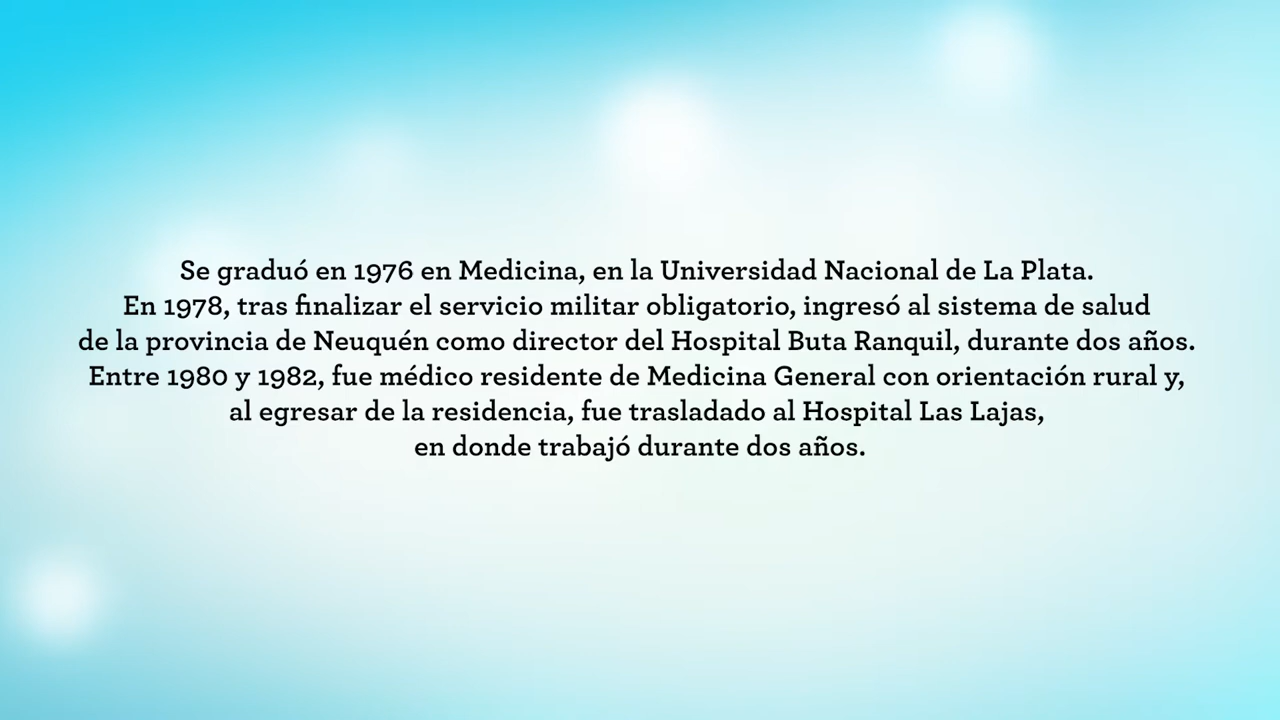 Se graduó en 1976 en Medicina, en la Universidad Nacional de La Plata.
En 1978, tras finalizar el servicio militar obligatorio, ingresó al sistema de salud
de la provincia de Neuquén como director del Hospital Buta Ranquil, durante dos años.
Entre 1980 y 1982, fue médico residente de Medicina General con orientación rural y,
al egresar de la residencia, fue trasladado al Hospital Las Lajas,
en donde trabajó durante dos años.